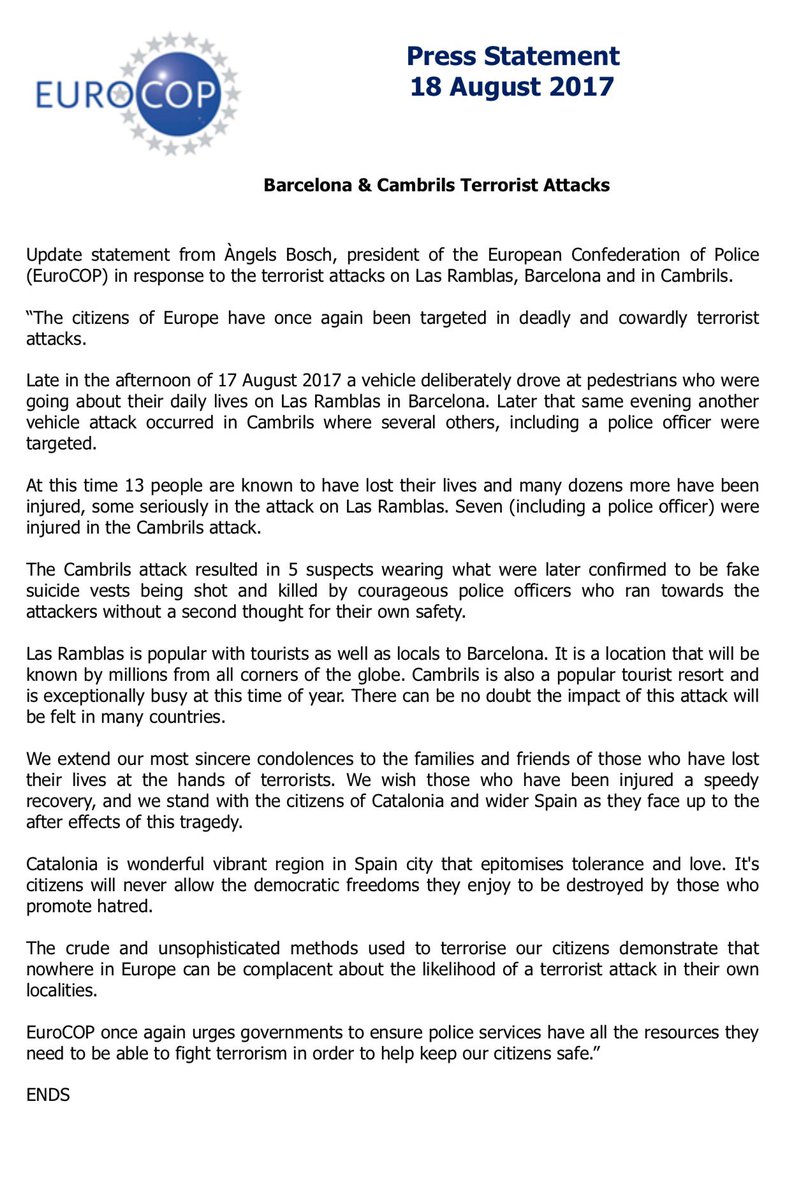 EUROCOP
Press Statement
18 August 2017
Barcelona & Cambrils Terrorist Attacks
Update statement from Àngels Bosch, president of the European Confederation of Police
(EuroCOP) in response to the terrorist attacks on Las Ramblas, Barcelona and in Cambrils.
“The citizens of Europe have once again been targeted in deadly and cowardly terrorist
attacks.
Late in the afternoon of 17 August 2017 a vehicle deliberately drove at pedestrians who were
going about their daily lives on Las Ramblas in Barcelona. Later that same evening another
vehicle attack occurred in Cambrils where several others, including a police officer were
targeted.
At this time 13 people are known to have lost their lives and many dozens more have been
injured, some seriously in the attack on Las Ramblas. Seven (including a police officer) were
injured in the Cambrils attack.
The Cambrils attack resulted in 5 suspects wearing what were later confirmed to be fake
suicide vests being shot and killed by courageous police officers who ran towards the
attackers without a second thought for their own safety.
Las Ramblas is popular with tourists as well as locals to Barcelona. It is a location that will be
known by millions from all corners of the globe. Cambrils is also a popular tourist resort and
is exceptionally busy at this time of year. There can be no doubt the impact of this attack will
be felt in many countries.
We extend our most sincere condolences to the families and friends of those who have lost
their lives at the hands of terrorists. We wish those who have been injured a speedy
recovery, and we stand with the citizens of Catalonia and wider Spain as they face up to the
after effects of this tragedy.
Catalonia is wonderful vibrant region in Spain city that epitomises tolerance and love. It's
citizens will never allow the democratic freedoms they enjoy to be destroyed by those who
promote hatred.
The crude and unsophisticated methods used to terrorise our citizens demonstrate that
nowhere in Europe can be complacent about the likelihood of a terrorist attack in their own
localities.
EuroCOP once again urges governments to ensure police services have all the resources they
need to be able to fight terrorism in order to help keep our citizens safe.”
ENDS